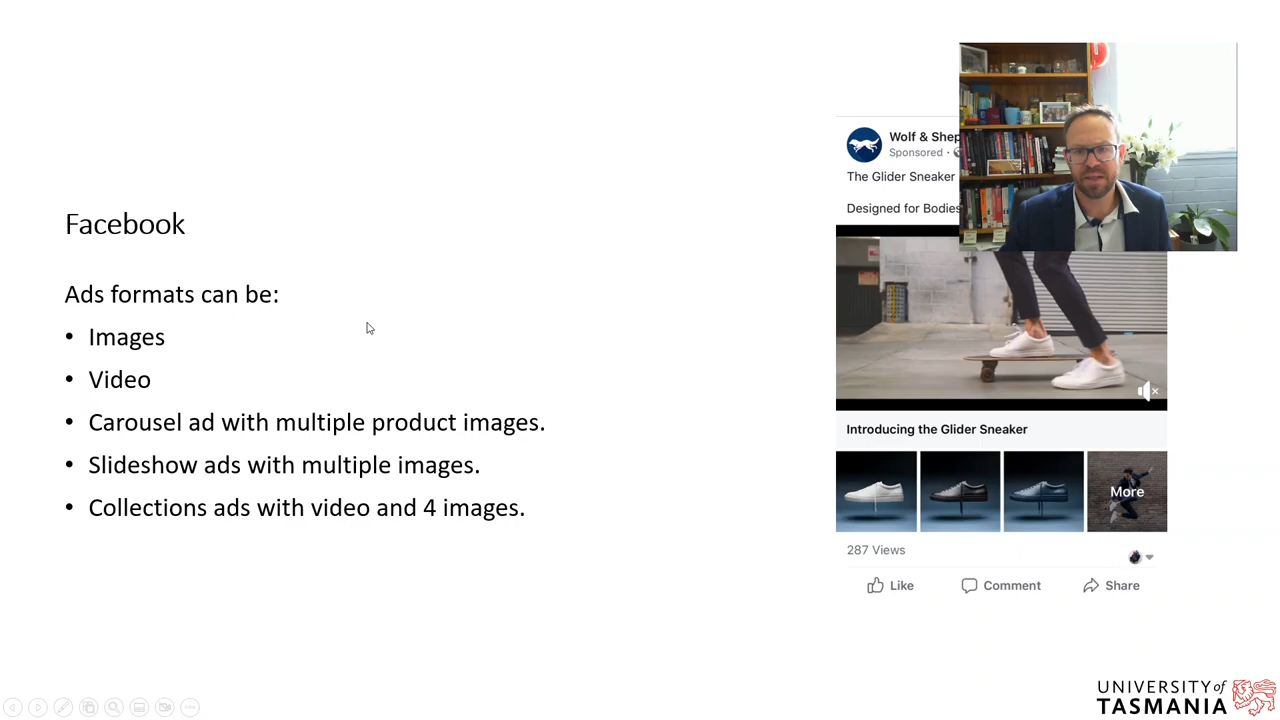 Facebook
Ads formats can be:
• Images
• Video
• Carousel ad with multiple product images.
• Slideshow ads with multiple images.
• Collections ads with video and 4 images.
Wolf & Shep
Sponsored ·
The Glider Sneaker
Designed for Bodies
Introducing the Glider Sneaker
More
287 Views
Like Comment Share
UNIVERSITY of
TASMANIA